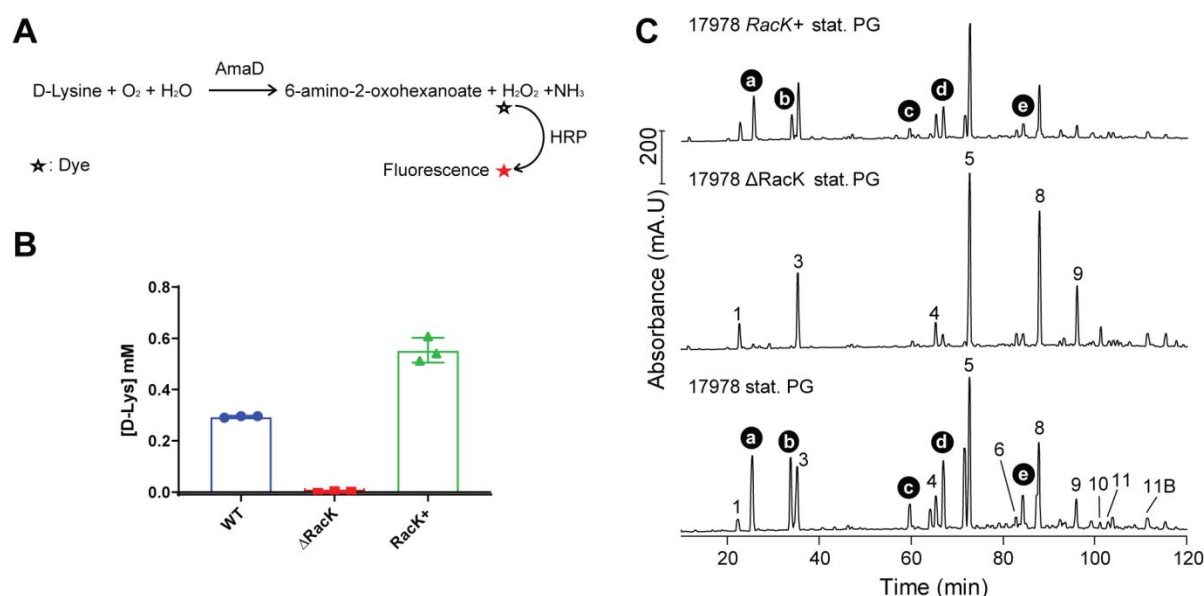 A
D-Lysine + O₂ + H₂O
AmaD
6-amino-2-oxohexanoate + H₂O₂ +NH₃
HRP
Fluorescence
: Dye
B
[D-Lys] mM
0.8
0.6
0.4
0.2
0.0
WT
ΔRacK
RacK+
C
17978 RacK+ stat. PG
a
b
c
d
e
200
Absorbance (mA.U)
17978 ΔRacK stat. PG
1
3
4
5
8
9
17978 stat. PG
1
a
b
3
c
4
d
5
6
e
8
9
10
11
11B
20
40
60
80
100
120
Time (min)